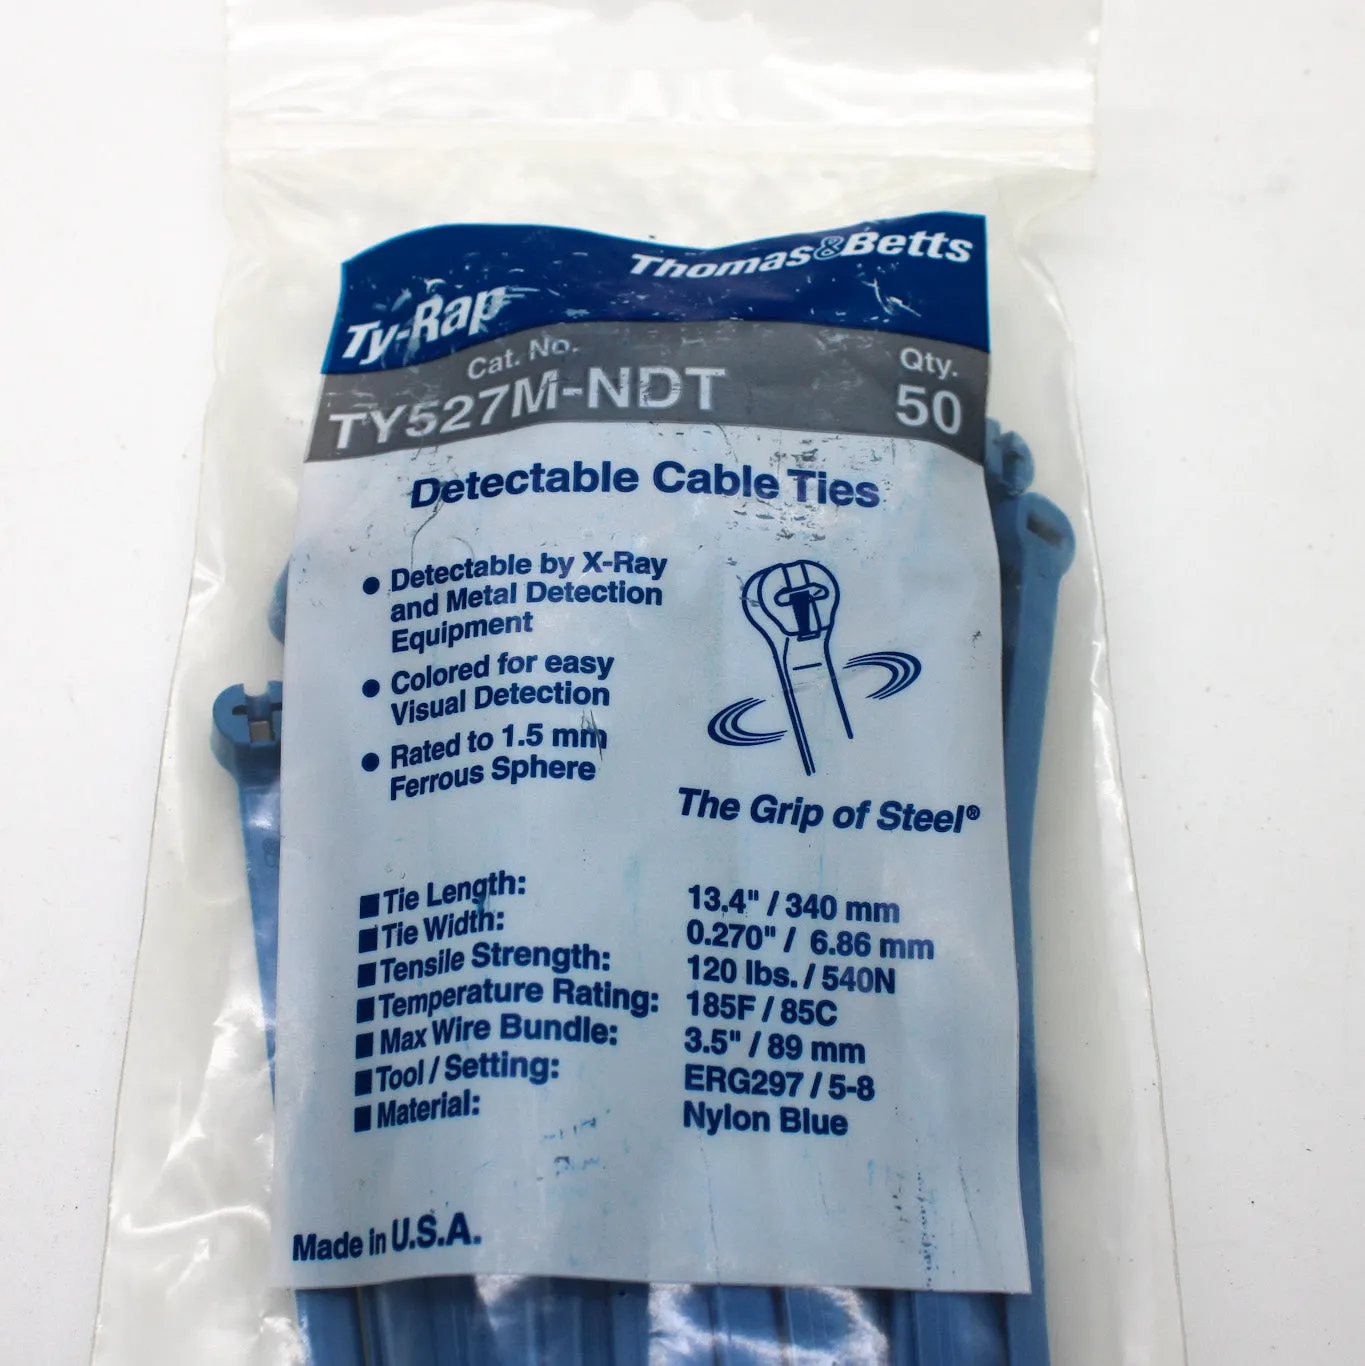 Thomas&Betts
Ty-Rap
Cat. No.
TY527M-NDT
Qty.
50
Detectable Cable Ties
● Detectable by X-Ray
and Metal Detection
Equipment
● Colored for easy
Visual Detection
● Rated to 1.5 mm
Ferrous Sphere
The Grip of Steel®
■ Tie Length: 13.4" / 340 mm
■ Tie Width: 0.270" / 6.86 mm
■ Tensile Strength: 120 lbs. / 540N
■ Temperature Rating: 185F / 85C
■ Max Wire Bundle: 3.5" / 89 mm
■ Tool / Setting: ERG297 / 5-8
■ Material: Nylon Blue
Made in U.S.A.